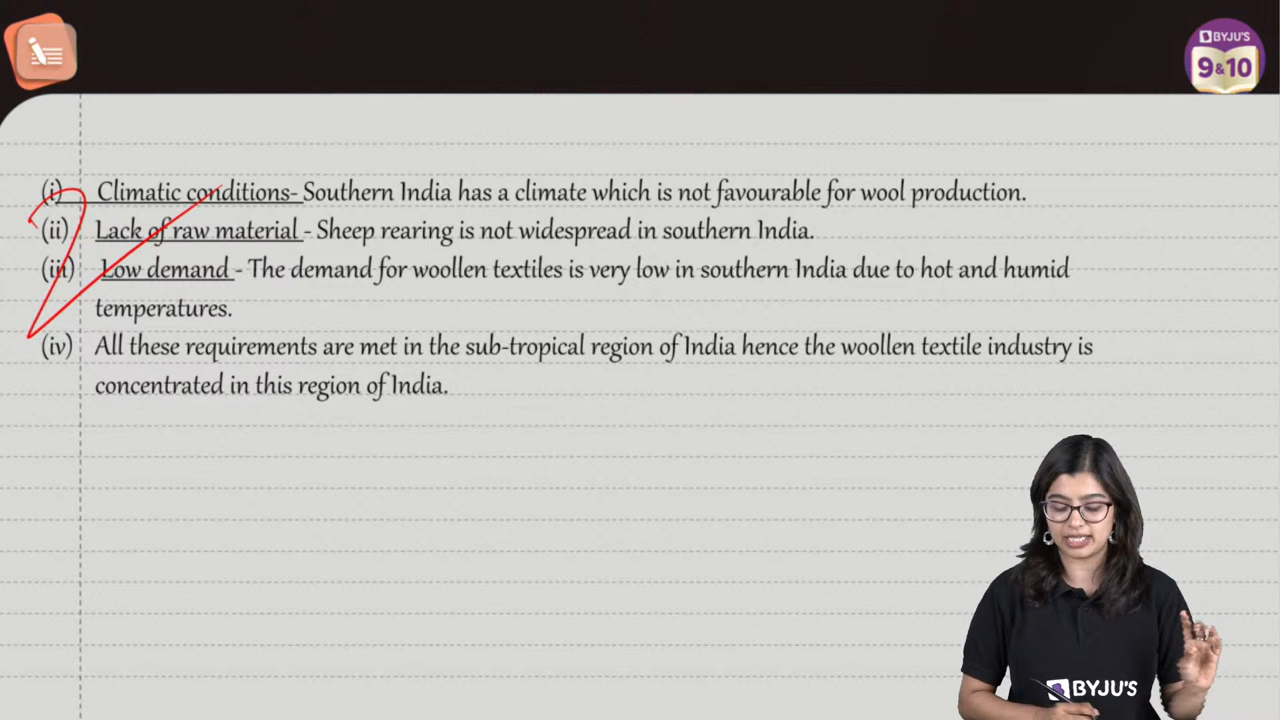 BYJU'S
9&10
(i) Climatic conditions- Southern India has a climate which is not favourable for wool production.
(ii) Lack of raw material - Sheep rearing is not widespread in southern India.
(iii) Low demand - The demand for woollen textiles is very low in southern India due to hot and humid
temperatures.
(iv) All these requirements are met in the sub-tropical region of India hence the woollen textile industry is
concentrated in this region of India.
BYJU'S